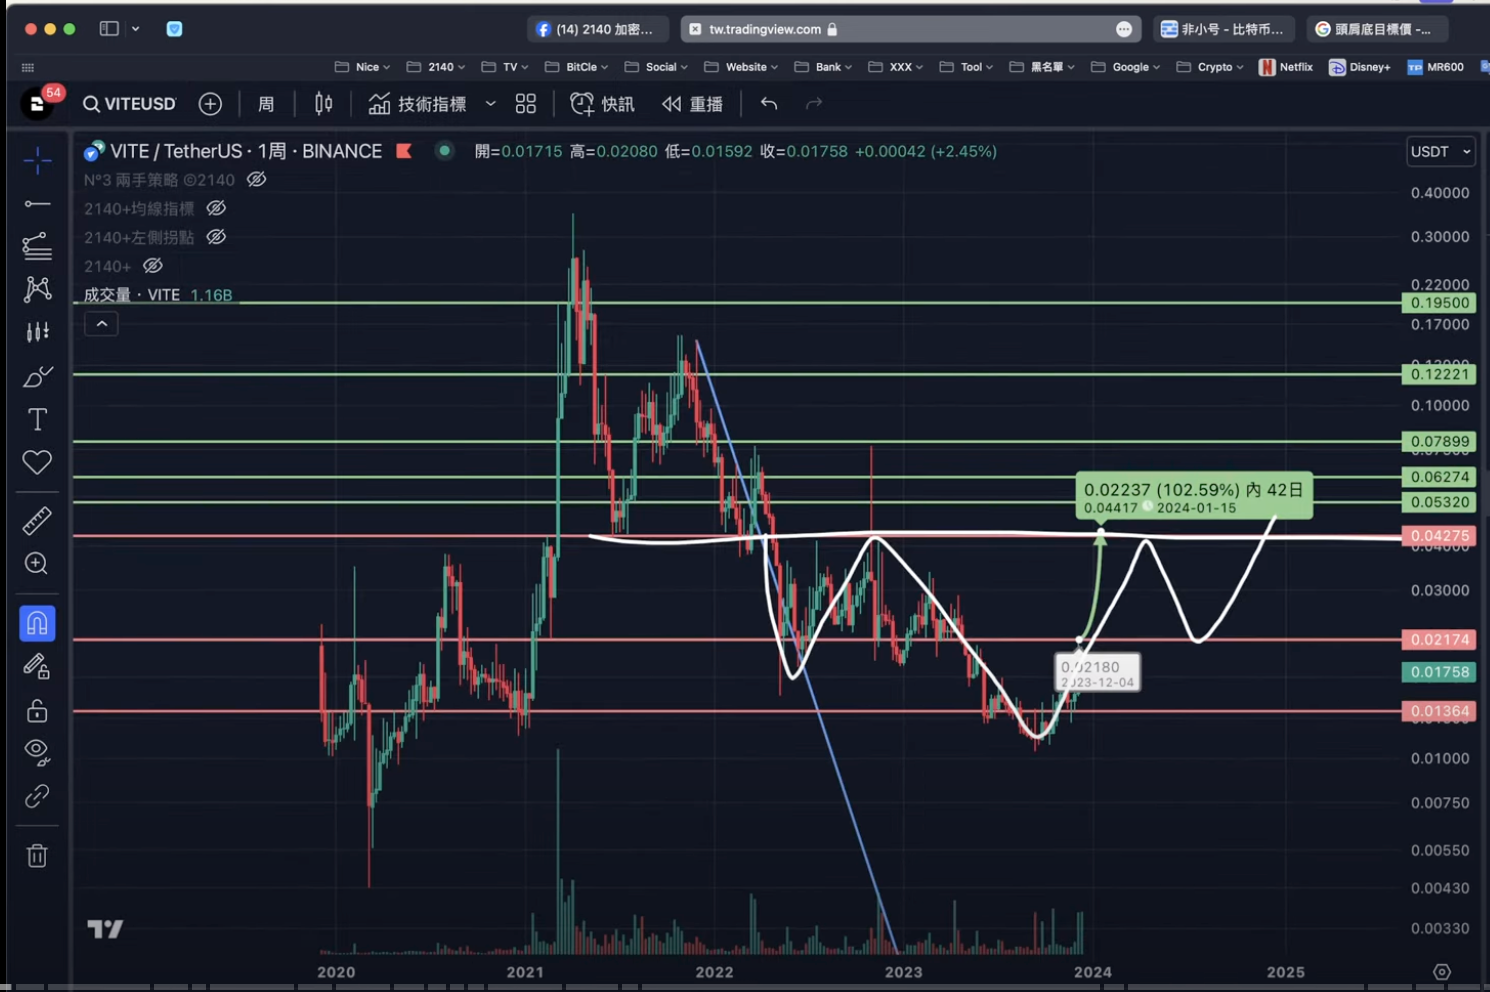 (14) 2140 加密...
tw.tradingview.com
非小号 - 比特币...
頭肩底目標價 -...
Nice
2140
TV
BitCle
Social
Website
Bank
XXX
Tool
黑名單
Google
Crypto
Netflix
Disney+
MR600
54
VITEUSD
周
技術指標
快訊
重播
VITE / TetherUS · 1周 · BINANCE
開=0.01715 高=0.02080 低=0.01592 收=0.01758 +0.00042 (+2.45%)
USDT
Nº3 兩手策略 ©2140
2140+均線指標
2140+左側拐點
2140+
成交量 · VITE 1.16B
0.40000
0.30000
0.22000
0.19500
0.17000
0.12221
0.10000
0.07899
0.06274
0.05320
0.02237 (102.59%) 內 42日
0.04417 2024-01-15
0.04275
0.03000
0.02174
0.02180
2023-12-04
0.01758
0.01364
0.01000
0.00750
0.00550
0.00430
0.00330
2020
2021
2022
2023
2024
2025